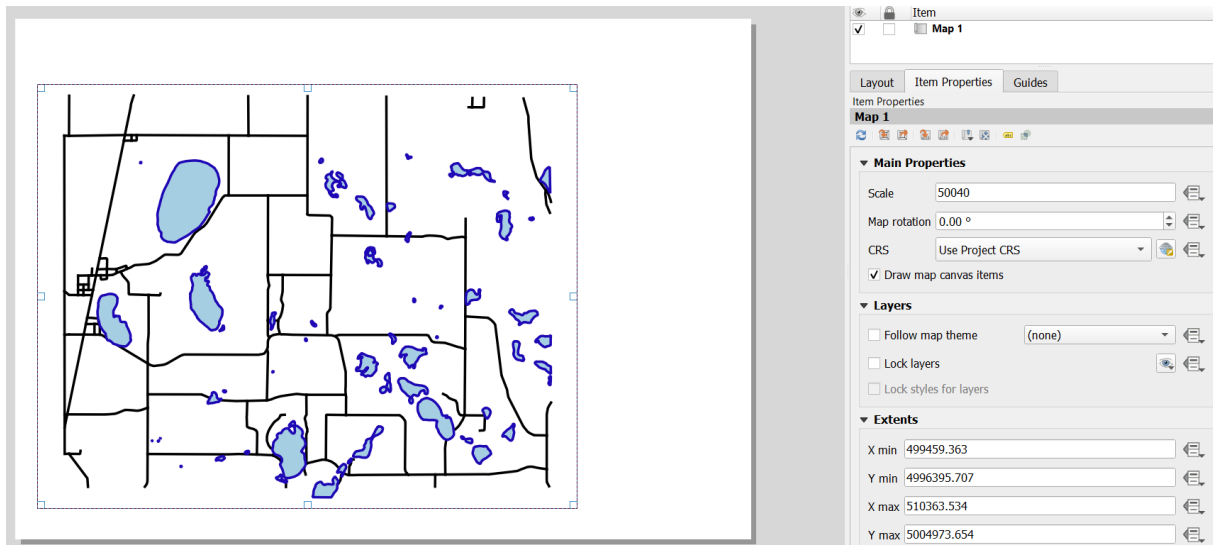 Item
Map 1
Layout Item Properties Guides
Item Properties
Map 1
Main Properties
Scale 50040
Map rotation 0.00 °
CRS Use Project CRS
Draw map canvas items
Layers
Follow map theme (none)
Lock layers
Lock styles for layers
Extents
X min 499459.363
Y min 4996395.707
X max 510363.534
Y max 5004973.654